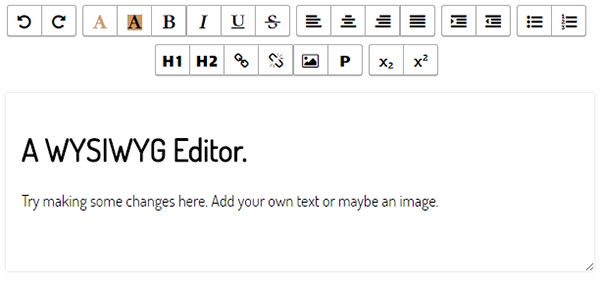 A A B I U S
H1 H2 P x₂ x²
A WYSIWYG Editor.
Try making some changes here. Add your own text or maybe an image.